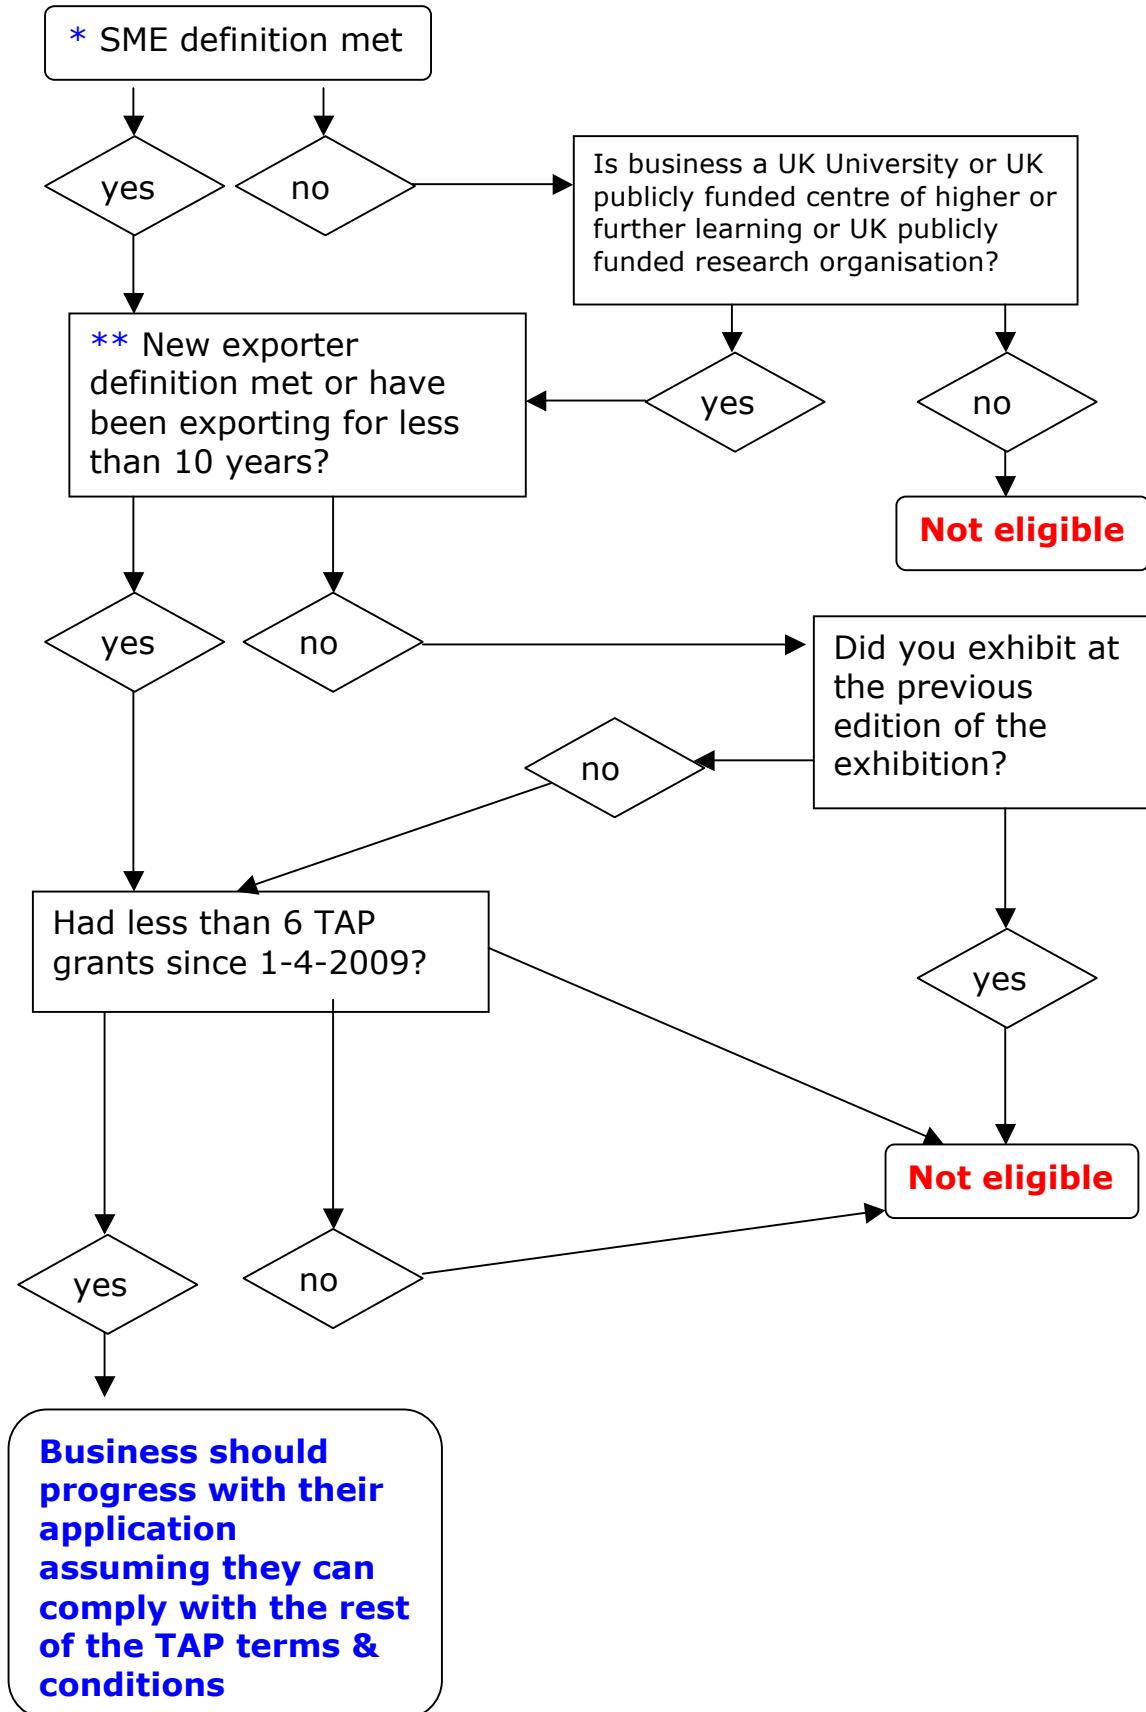 * SME definition met
yes
no
Is business a UK University or UK
publicly funded centre of higher or
further learning or UK publicly
funded research organisation?
** New exporter
definition met or have
been exporting for less
than 10 years?
yes
no
Not eligible
yes
no
Did you exhibit at
the previous
edition of the
exhibition?
no
Had less than 6 TAP
grants since 1-4-2009?
yes
Not eligible
yes
no
Business should
progress with their
application
assuming they can
comply with the rest
of the TAP terms &
conditions